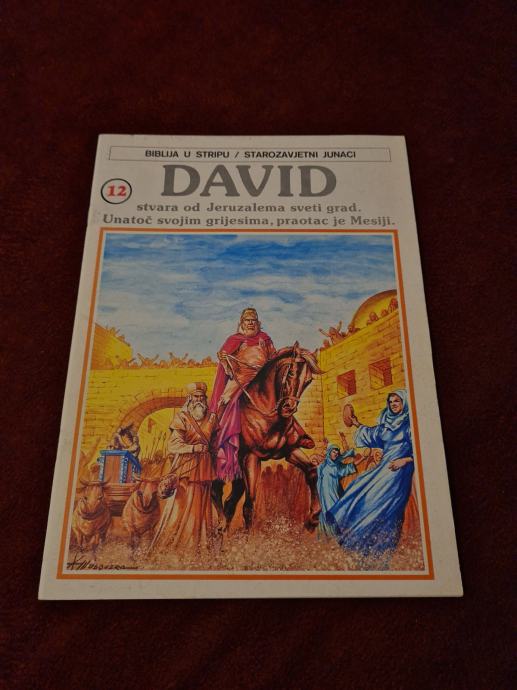 BIBLIJA U STRIPU / STAROZAVJETNI JUNACI
12
DAVID
stvara od Jeruzalema sveti grad.
Unatoč svojim grijesima, praotac je Mesiji.